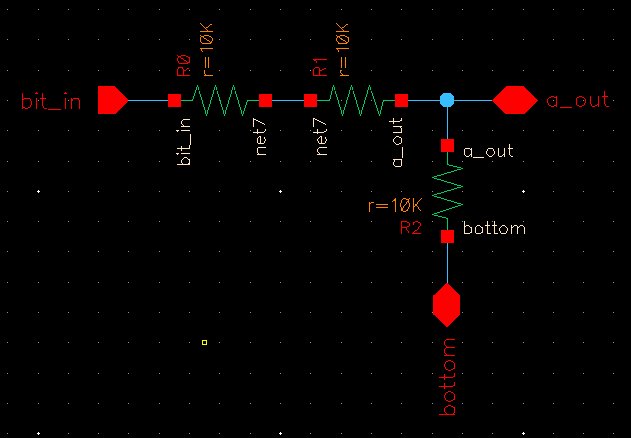 R0
r=10K
R1
r=10K
bit_in
a_out
bit_in
net7
net7
a_out
a_out
r=10K
R2
bottom
bottom